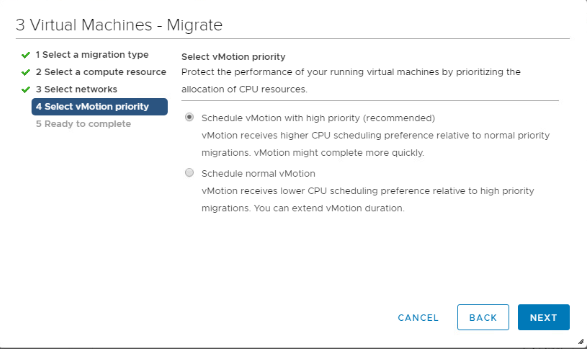 3 Virtual Machines - Migrate
1 Select a migration type
2 Select a compute resource
3 Select networks
4 Select vMotion priority
5 Ready to complete
Select vMotion priority
Protect the performance of your running virtual machines by prioritizing the
allocation of CPU resources.
Schedule vMotion with high priority (recommended)
vMotion receives higher CPU scheduling preference relative to normal priority
migrations. vMotion might complete more quickly.
Schedule normal vMotion
vMotion receives lower CPU scheduling preference relative to high priority
migrations. You can extend vMotion duration.
CANCEL
BACK
NEXT